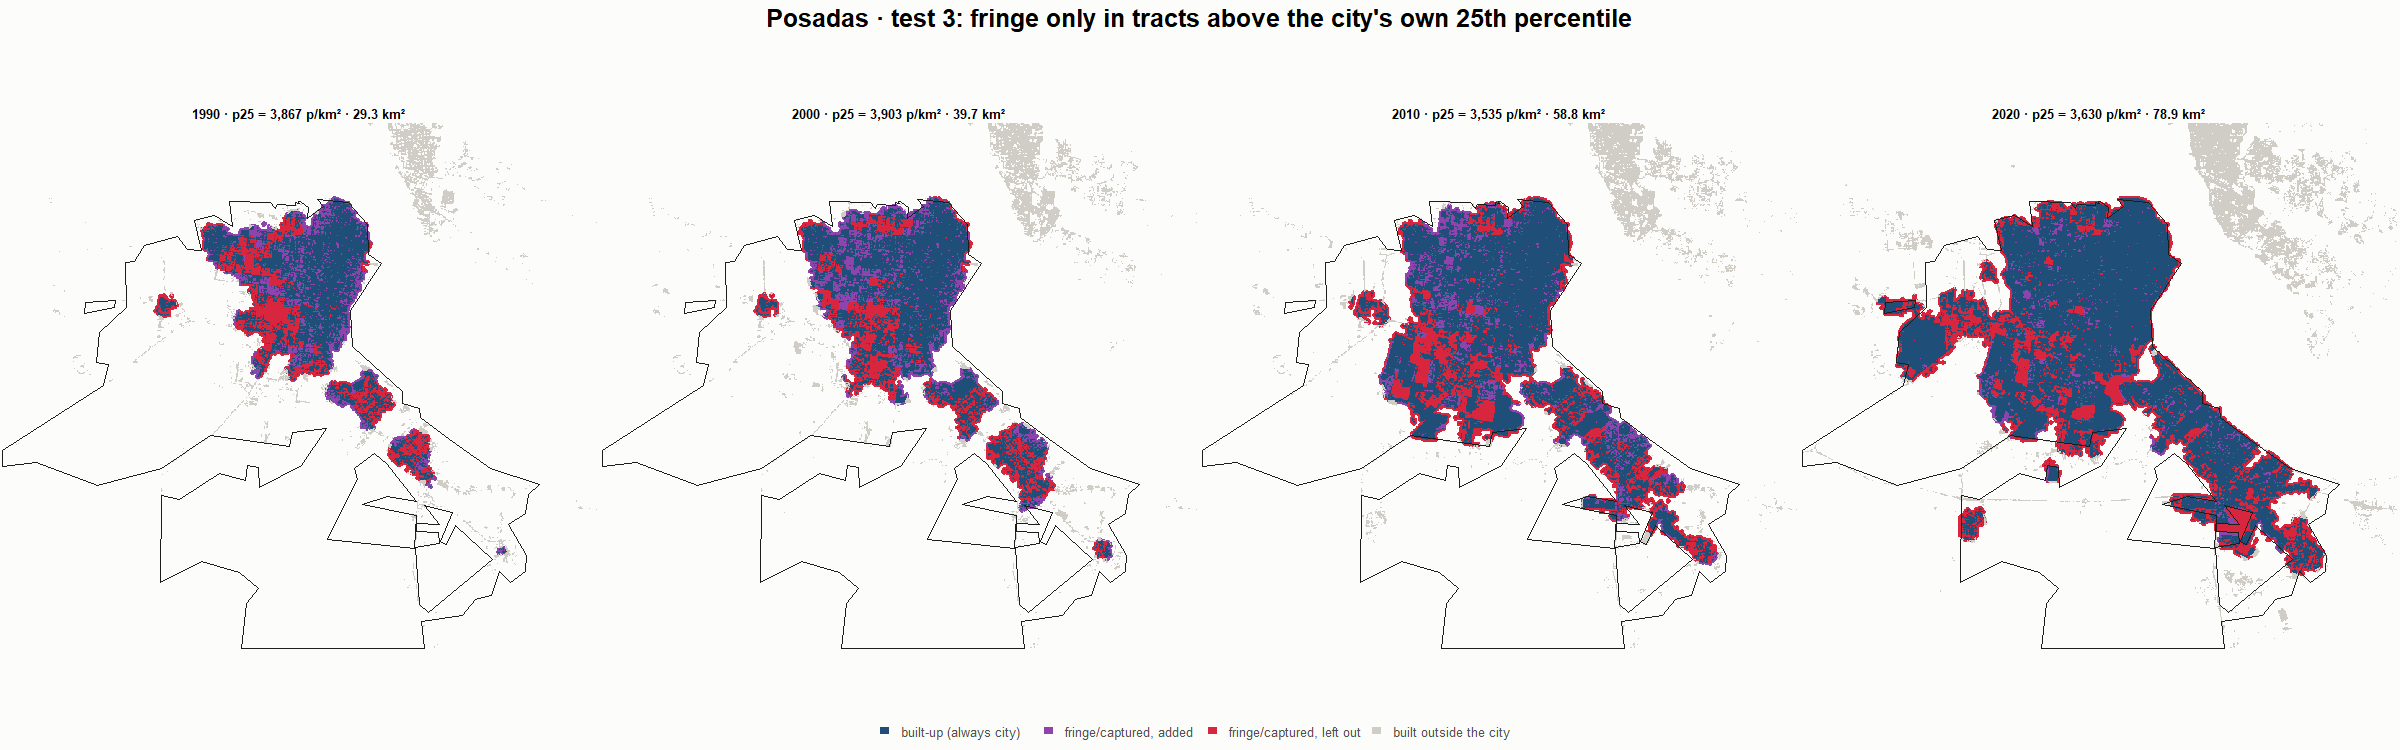 Posadas · test 3: fringe only in tracts above the city's own 25th percentile
1990 · p25 = 3,867 p/km² · 29.3 km²
2000 · p25 = 3,903 p/km² · 39.7 km²
2010 · p25 = 3,535 p/km² · 58.8 km²
2020 · p25 = 3,630 p/km² · 78.9 km²
built-up (always city)
fringe/captured, added
fringe/captured, left out
built outside the city